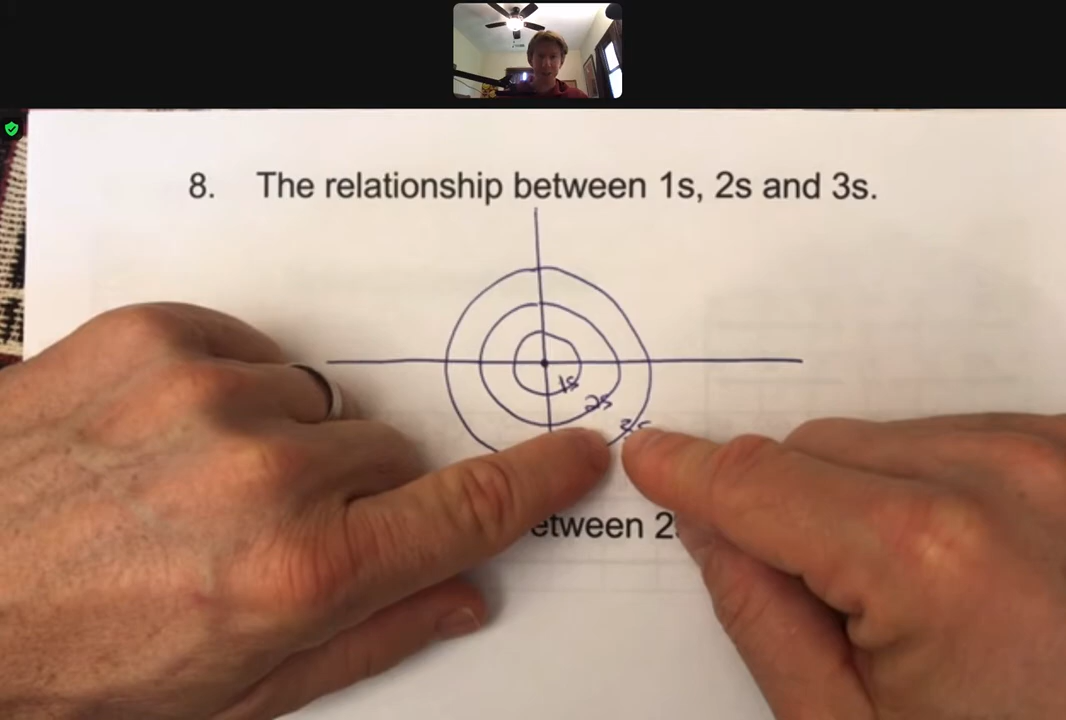 8. The relationship between 1s, 2s and 3s.
1s
2s
3s
etween 2